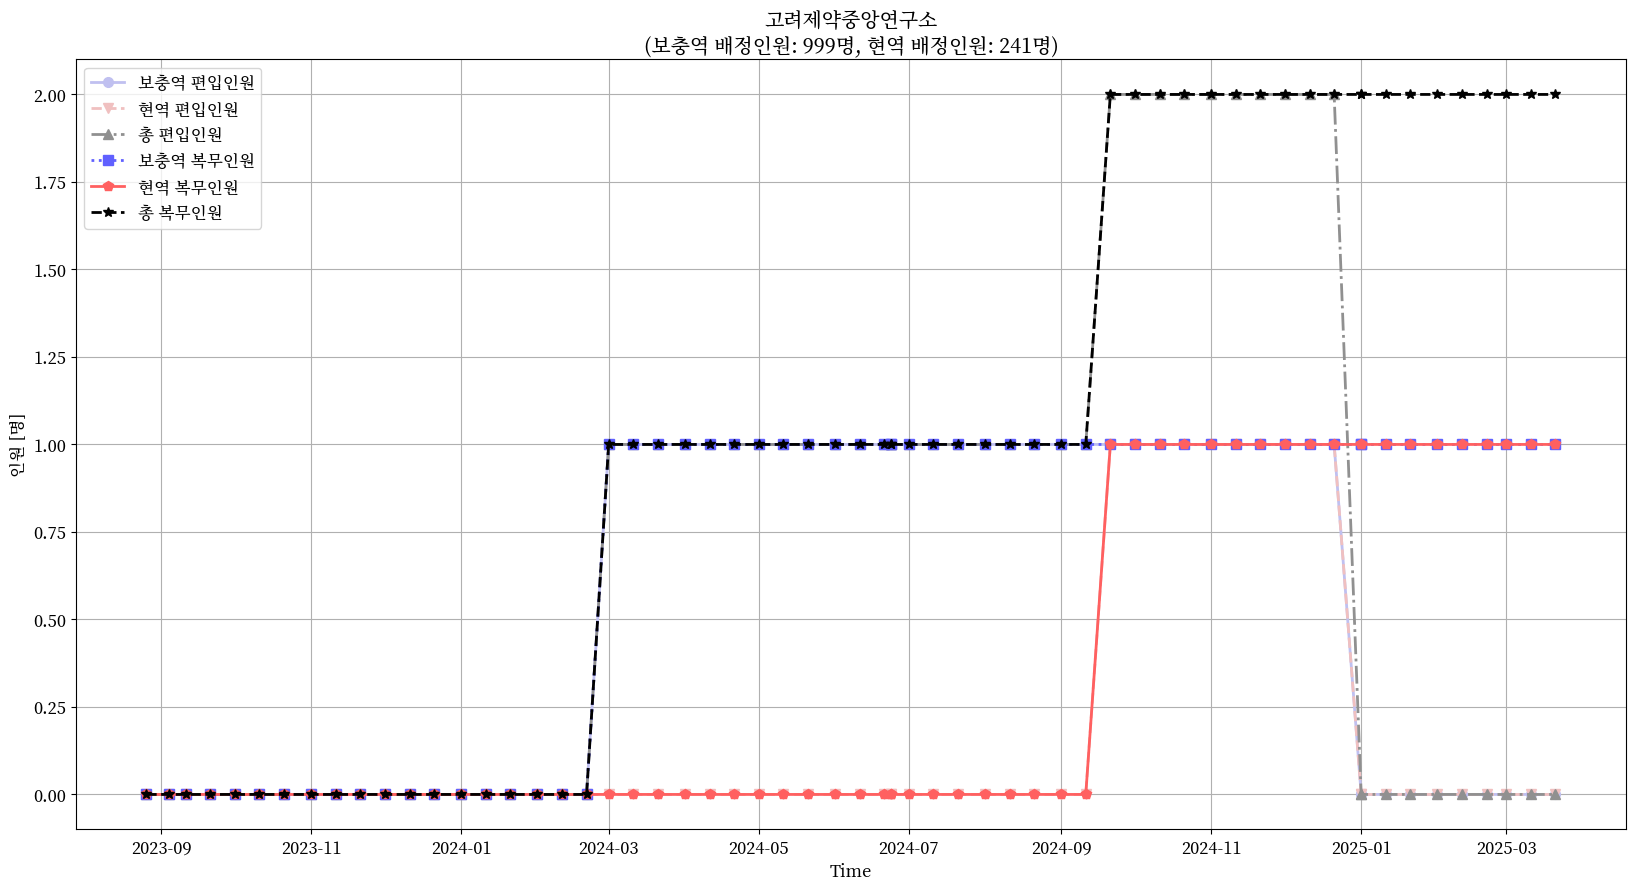 고려제약중앙연구소
(보충역 배정인원: 999명, 현역 배정인원: 241명)
보충역 편입인원
현역 편입인원
총 편입인원
보충역 복무인원
현역 복무인원
총 복무인원
2.00
1.75
1.50
1.25
1.00
0.75
0.50
0.25
0.00
인원 [명]
2023-09
2023-11
2024-01
2024-03
2024-05
2024-07
2024-09
2024-11
2025-01
2025-03
Time